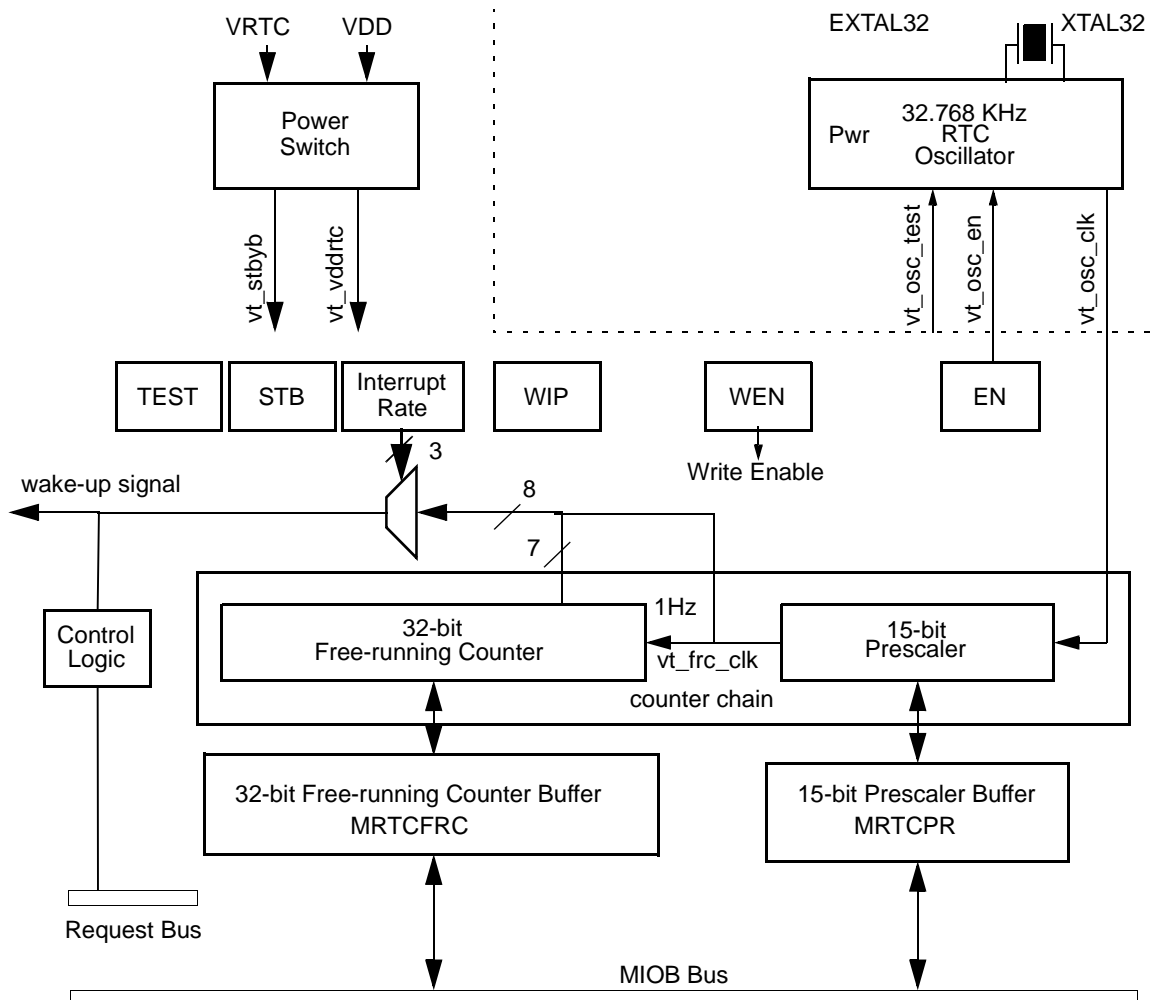 VRTC VDD
EXTAL32 XTAL32
Power
Switch
Pwr
32.768 KHz
RTC
Oscillator
vt_stbyb
vt_vddrtc
vt_osc_test
vt_osc_en
vt_osc_clk
TEST
STB
Interrupt
Rate
WIP
WEN
EN
3
Write Enable
wake-up signal
8
7
Control
Logic
32-bit
Free-running Counter
1Hz
vt_frc_clk
15-bit
Prescaler
counter chain
32-bit Free-running Counter Buffer
MRTCFRC
15-bit Prescaler Buffer
MRTCPR
Request Bus
MIOB Bus